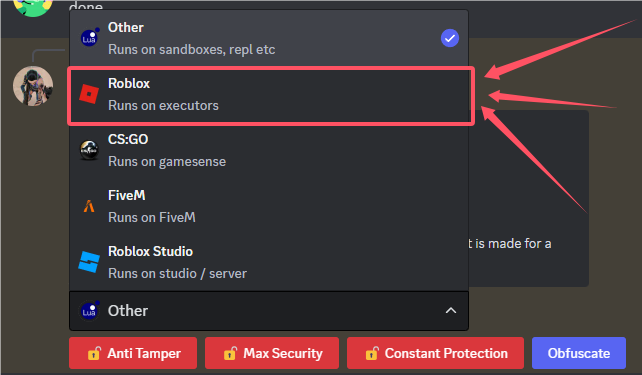 done
Other
Runs on sandboxes, repl etc
Roblox
Runs on executors
CS:GO
Runs on gamesense
FiveM
Runs on FiveM
Roblox Studio
Runs on studio / server
t is made for a
Lua
Other
Anti Tamper
Max Security
Constant Protection
Obfuscate